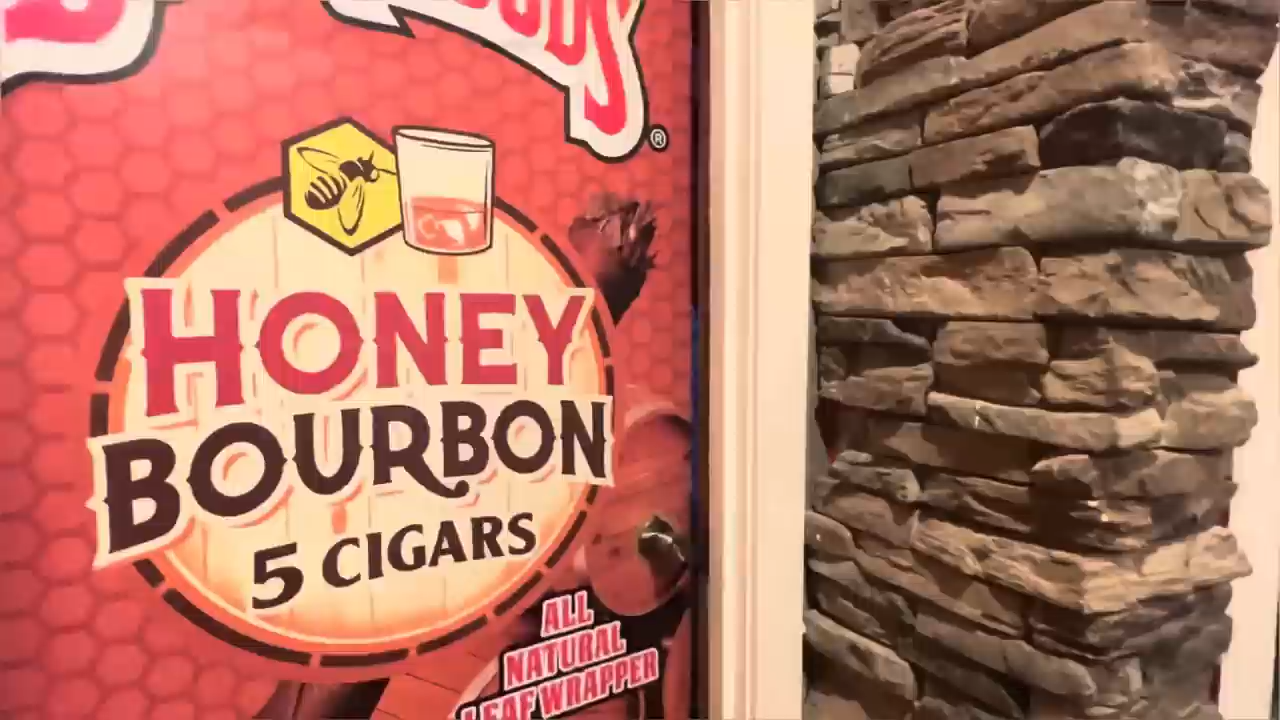 ®
HONEY
BOURBON
5 CIGARS
ALL
NATURAL
LEAF WRAPPER